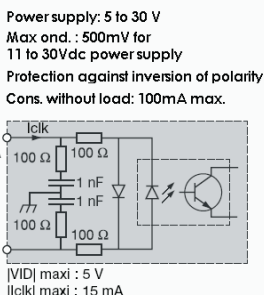 Power supply: 5 to 30 V
Max ond. : 500mV for
11 to 30Vdc power supply
Protection against inversion of polarity
Cons. without load: 100mA max.
Iclk
100 Ω 100 Ω
1 nF
1 nF
100 Ω
100 Ω
|VID| maxi : 5 V
|Iclk| maxi : 15 mA